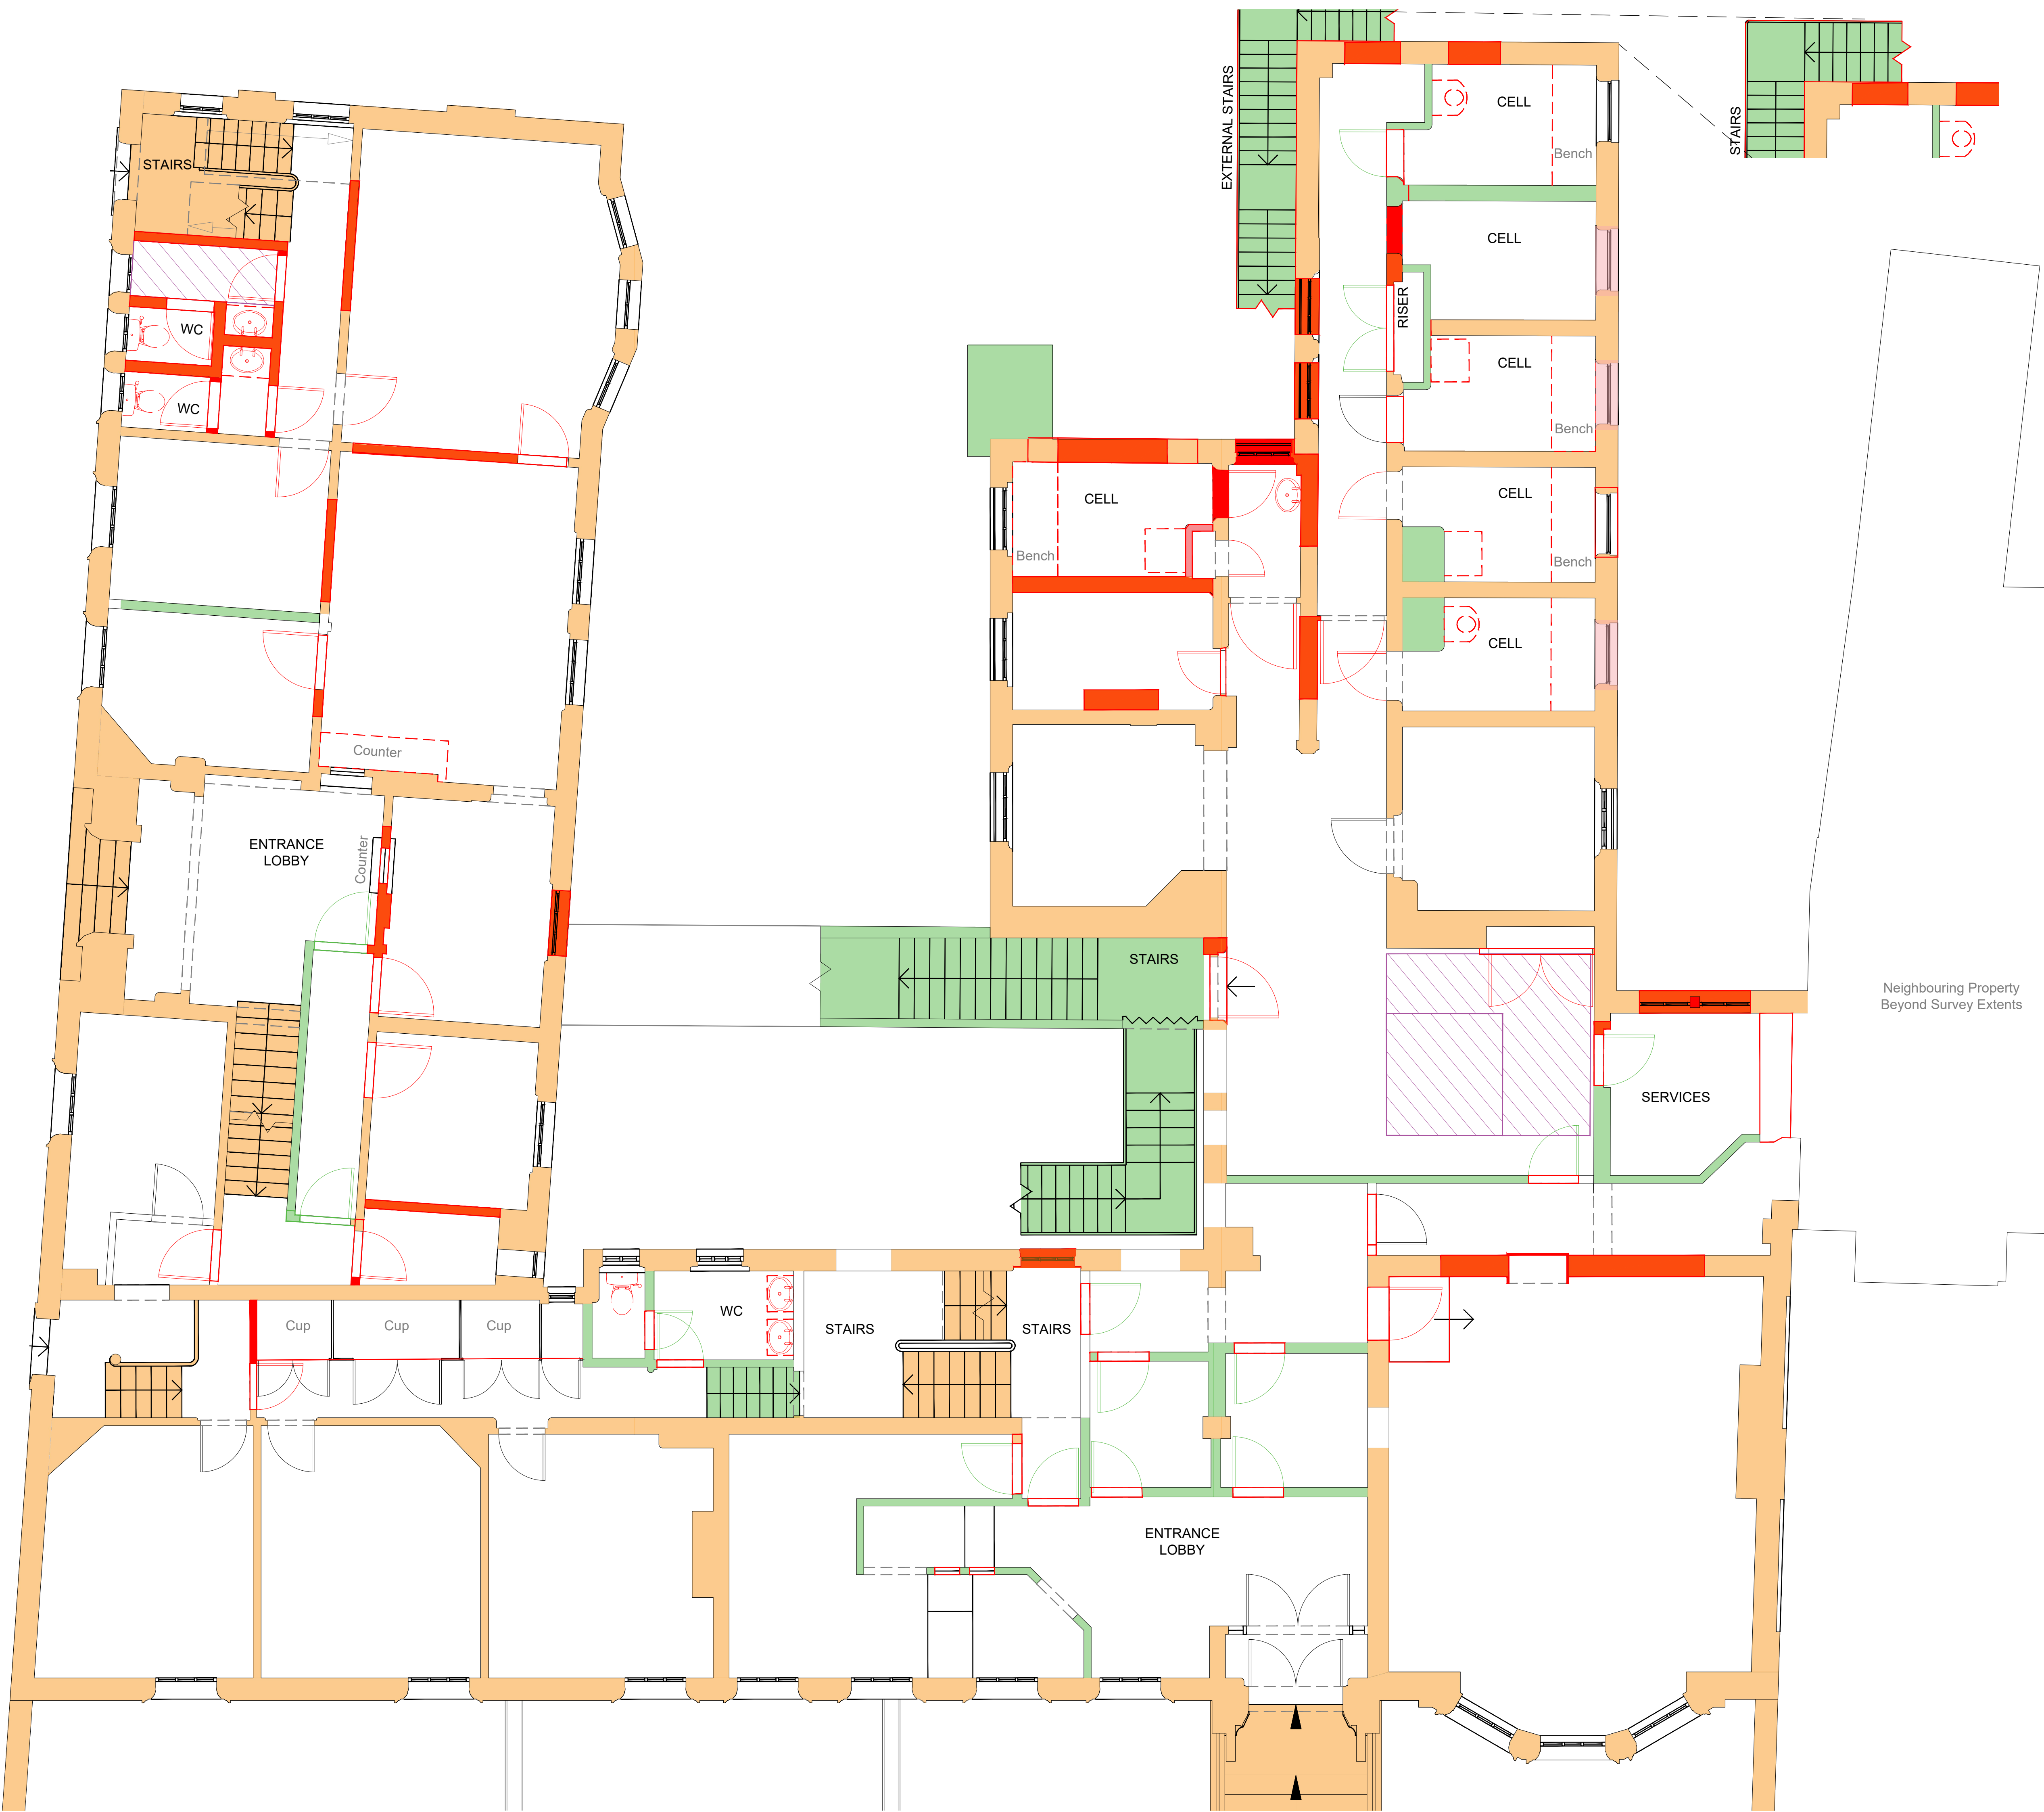 EXTERNAL STAIRS
STAIRS
CELL
Bench
STAIRS
CELL
RISER
WC
CELL
WC
Bench
CELL
CELL
Bench
Bench
CELL
Counter
ENTRANCE
LOBBY
Counter
STAIRS
Neighbouring Property
Beyond Survey Extents
SERVICES
WC
Cup
Cup
Cup
STAIRS
STAIRS
ENTRANCE
LOBBY